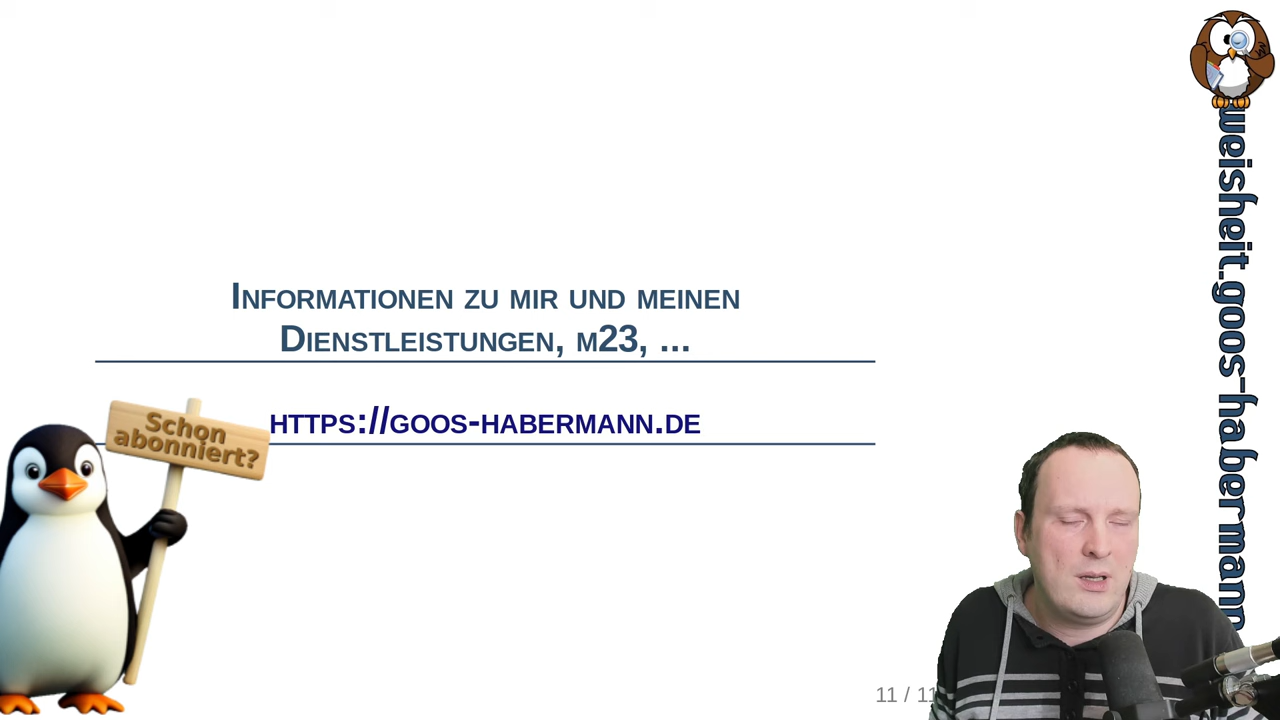 Informationen zu mir und meinen
Dienstleistungen, m23, ...
https://goos-habermann.de
Schon
abonniert?
weisheit.goos-habermann
11 / 11